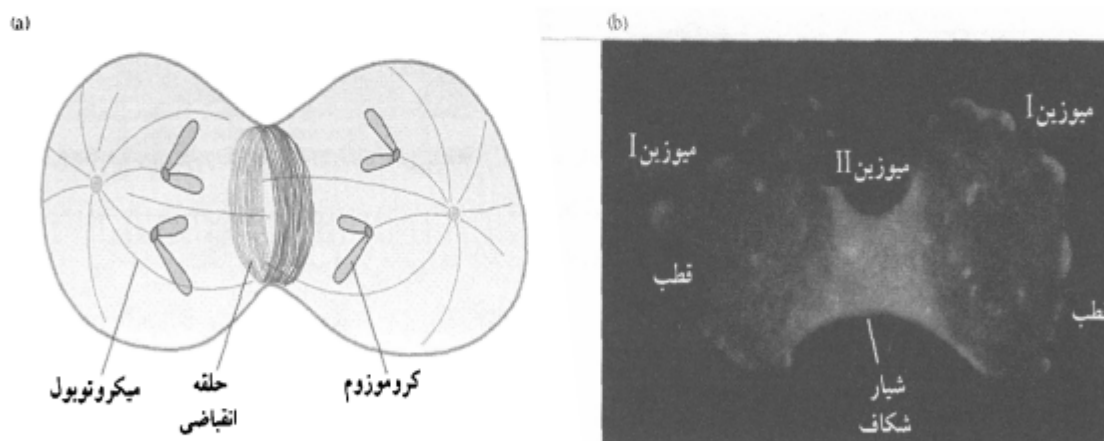 (a)
میکروتوبول
حلقه
انقباضی
کروموزوم
(b)
میوزین I
میوزین II
میوزین I
قطب
قطب
شیار
شکاف